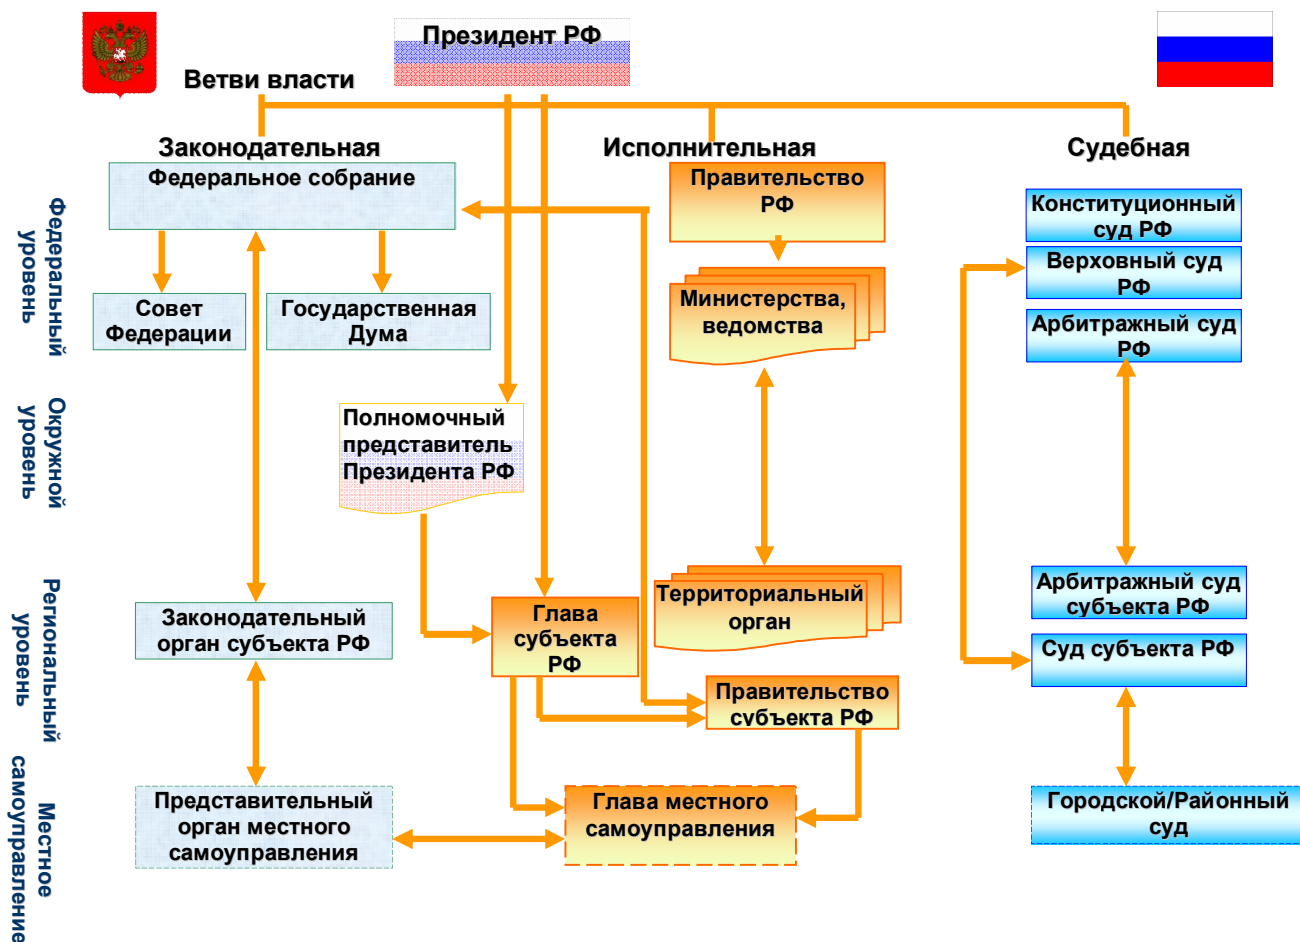 Президент РФ
Ветви власти
Законодательная
Исполнительная
Судебная
Федеральное собрание
Правительство
РФ
Конституционный
суд РФ
Верховный суд
РФ
Арбитражный суд
РФ
Федеральный
уровень
Совет
Федерации
Государственная
Дума
Министерства,
ведомства
Окружной
уровень
Полномочный
представитель
Президента РФ
Региональный
уровень
Законодательный
орган субъекта РФ
Глава
субъекта
РФ
Территориальный
орган
Правительство
субъекта РФ
Арбитражный суд
субъекта РФ
Суд субъекта РФ
Местное
самоуправление
Представительный
орган местного
самоуправления
Глава местного
самоуправления
Городской/Районный
суд